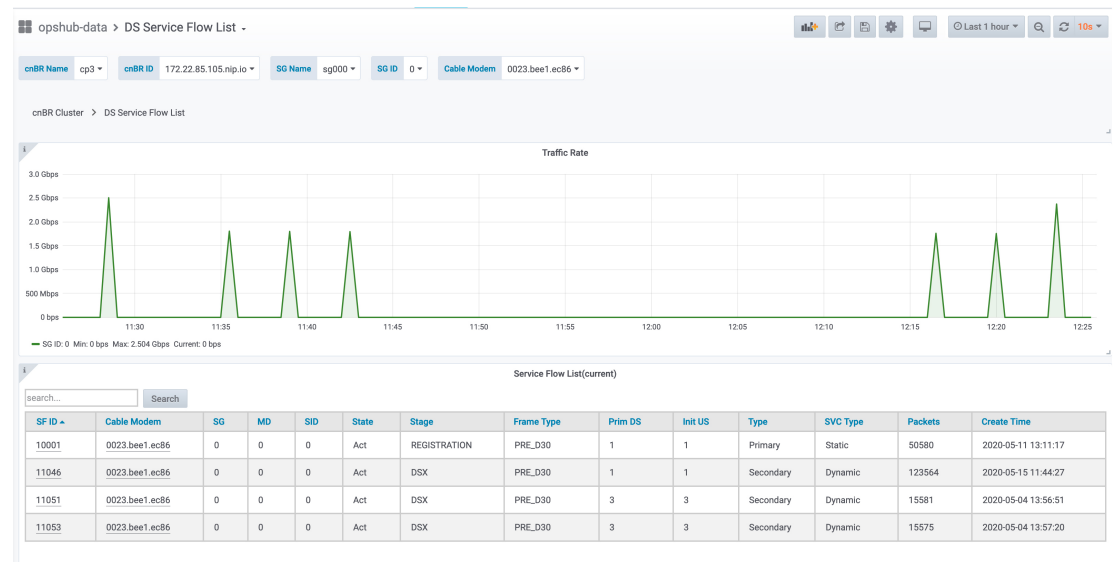 opshub-data > DS Service Flow List
Last 1 hour 10s
cnBR Name cp3 cnBR ID 172.22.85.105.nip.io SG Name sg000 SG ID 0 Cable Modem 0023.bee1.ec86
cnBR Cluster > DS Service Flow List
i
Traffic Rate
3.0 Gbps
2.5 Gbps
2.0 Gbps
1.5 Gbps
1.0 Gbps
500 Mbps
0 bps
11:30 11:35 11:40 11:45 11:50 11:55 12:00 12:05 12:10 12:15 12:20 12:25
SG ID: 0 Min: 0 bps Max: 2.504 Gbps Current: 0 bps
i
Service Flow List(current)
search... Search
SF ID Cable Modem SG MD SID State Stage Frame Type Prim DS Init US Type SVC Type Packets Create Time
10001 0023.bee1.ec86 0 0 0 Act REGISTRATION PRE_D30 1 1 Primary Static 50580 2020-05-11 13:11:17
11046 0023.bee1.ec86 0 0 0 Act DSX PRE_D30 1 1 Secondary Dynamic 123564 2020-05-15 11:44:27
11051 0023.bee1.ec86 0 0 0 Act DSX PRE_D30 3 3 Secondary Dynamic 15581 2020-05-04 13:56:51
11053 0023.bee1.ec86 0 0 0 Act DSX PRE_D30 3 3 Secondary Dynamic 15575 2020-05-04 13:57:20